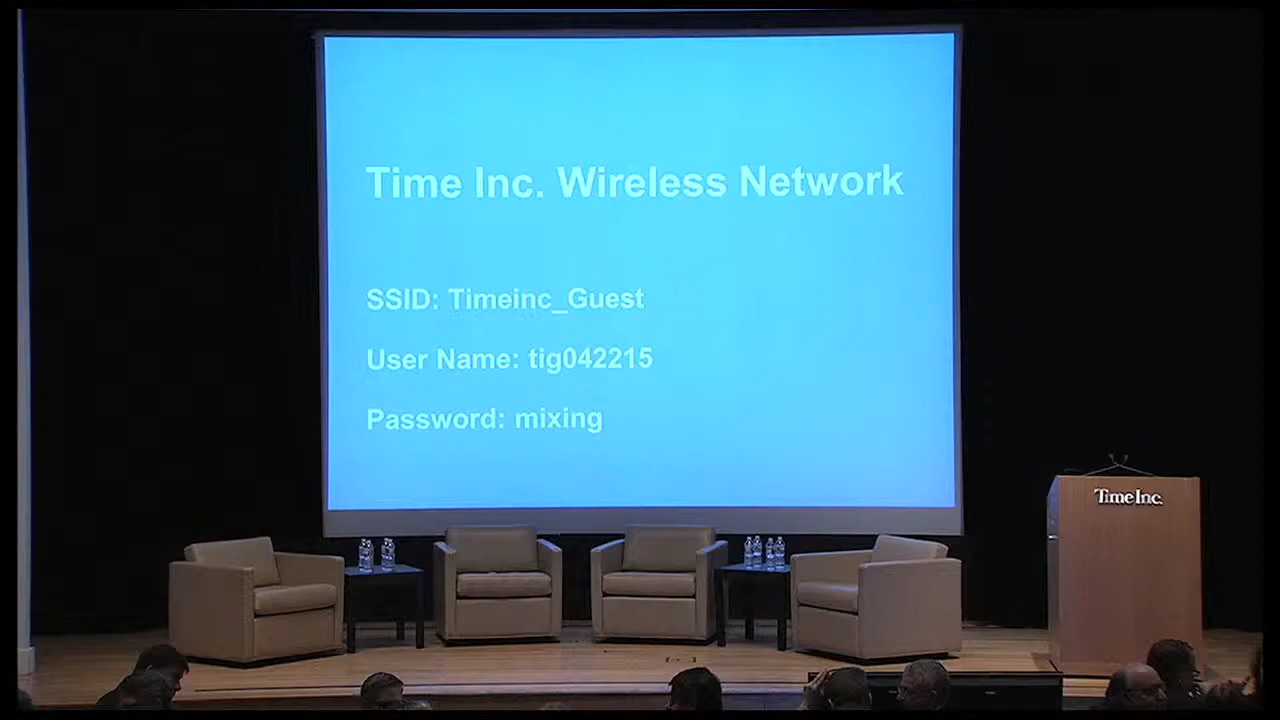 Time Inc. Wireless Network
SSID: Timeinc_Guest
User Name: tig042215
Password: mixing
Time Inc.